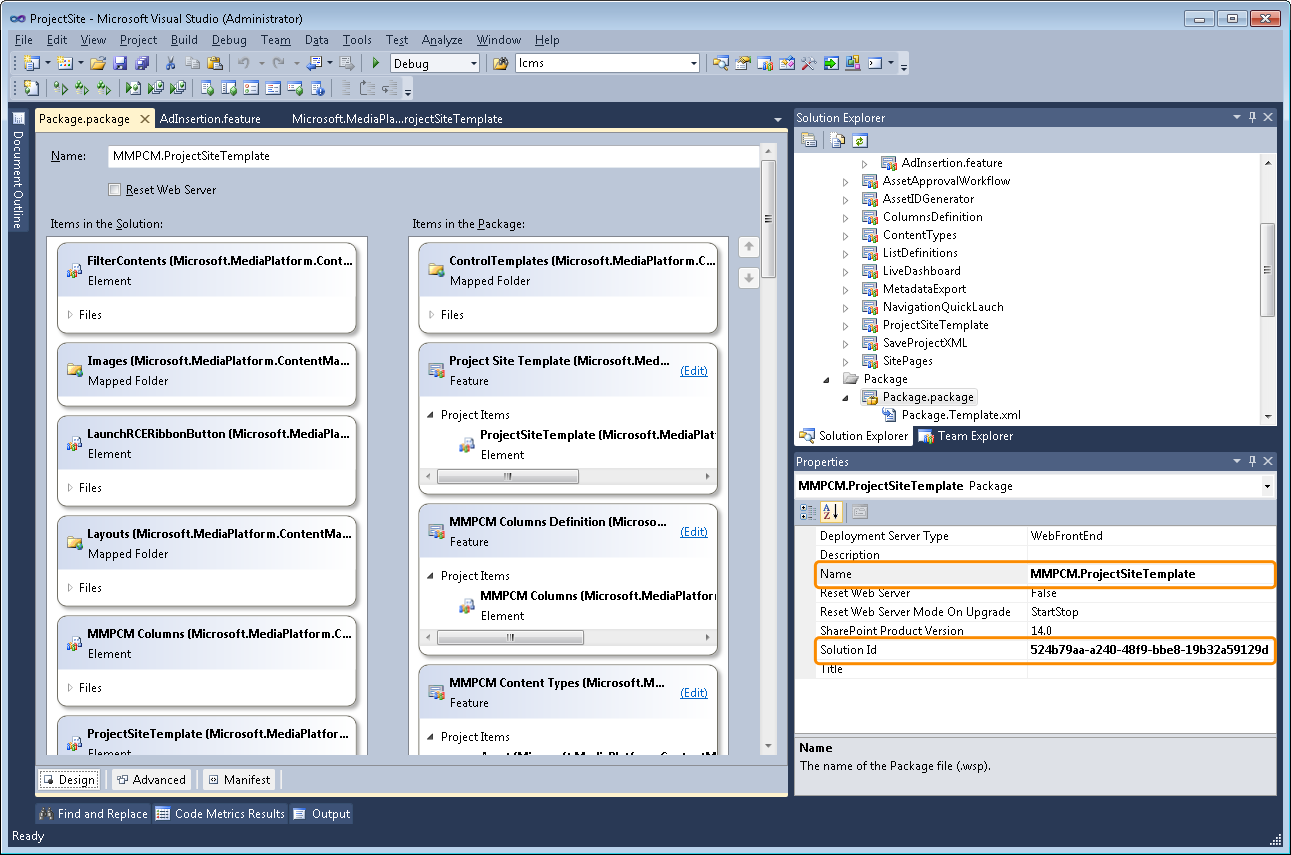 ProjectSite - Microsoft Visual Studio (Administrator)
File Edit View Project Build Debug Team Data Tools Test Analyze Window Help
Debug
lcms
Document Outline
Package.package
AdInsertion.feature
Microsoft.MediaPla...rojectSiteTemplate
Name:
MMPCM.ProjectSiteTemplate
Reset Web Server
Items in the Solution:
FilterContents (Microsoft.MediaPlatform.Cont...
Element
Files
Images (Microsoft.MediaPlatform.ContentMa...
Mapped Folder
LaunchRCERibbonButton (Microsoft.MediaPla...
Element
Files
Layouts (Microsoft.MediaPlatform.ContentMa...
Mapped Folder
Files
MMPCM Columns (Microsoft.MediaPlatform.C...
Element
Files
ProjectSiteTemplate (Microsoft.MediaPlatfor...
Element
Items in the Package:
ControlTemplates (Microsoft.MediaPlatform.C...
Mapped Folder
Files
Project Site Template (Microsoft.Med...
(Edit)
Feature
Project Items
ProjectSiteTemplate (Microsoft.MediaPlat
Element
MMPCM Columns Definition (Microso...
(Edit)
Feature
Project Items
MMPCM Columns (Microsoft.MediaPlatfor
Element
MMPCM Content Types (Microsoft.M...
(Edit)
Feature
Project Items
Design
Advanced
Manifest
Solution Explorer
AdInsertion.feature
AssetApprovalWorkflow
AssetIDGenerator
ColumnsDefinition
ContentTypes
ListDefinitions
LiveDashboard
MetadataExport
NavigationQuickLauch
ProjectSiteTemplate
SaveProjectXML
SitePages
Package
Package.package
Package.Template.xml
Solution Explorer
Team Explorer
Properties
MMPCM.ProjectSiteTemplate Package
Deployment Server Type WebFrontEnd
Description
Name MMPCM.ProjectSiteTemplate
Reset Web Server False
Reset Web Server Mode On Upgrade StartStop
SharePoint Product Version 14.0
Solution Id 524b79aa-a240-48f9-bbe8-19b32a59129d
Title
Name
The name of the Package file (.wsp).
Find and Replace
Code Metrics Results
Output
Ready